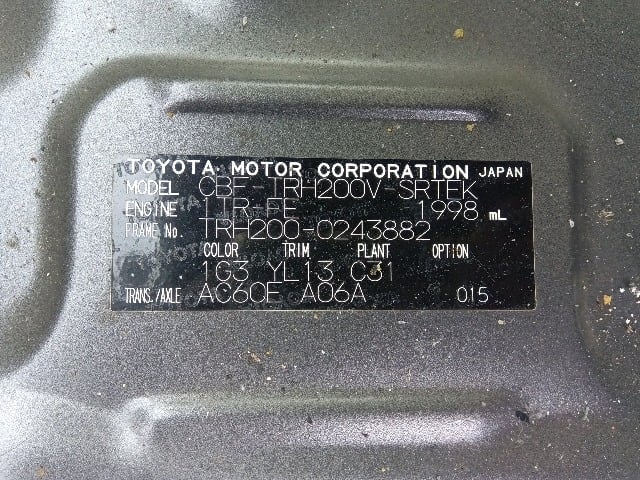 TOYOTA MOTOR CORPORATION JAPAN
MODEL CBF-TRH200V-SRTEK
ENGINE 1TR-FE 1998 mL
FRAME No. TRH200-0243882
COLOR TRIM PLANT OPTION
1G3 YL13 C31
TRANS./AXLE AC60E A06A 015